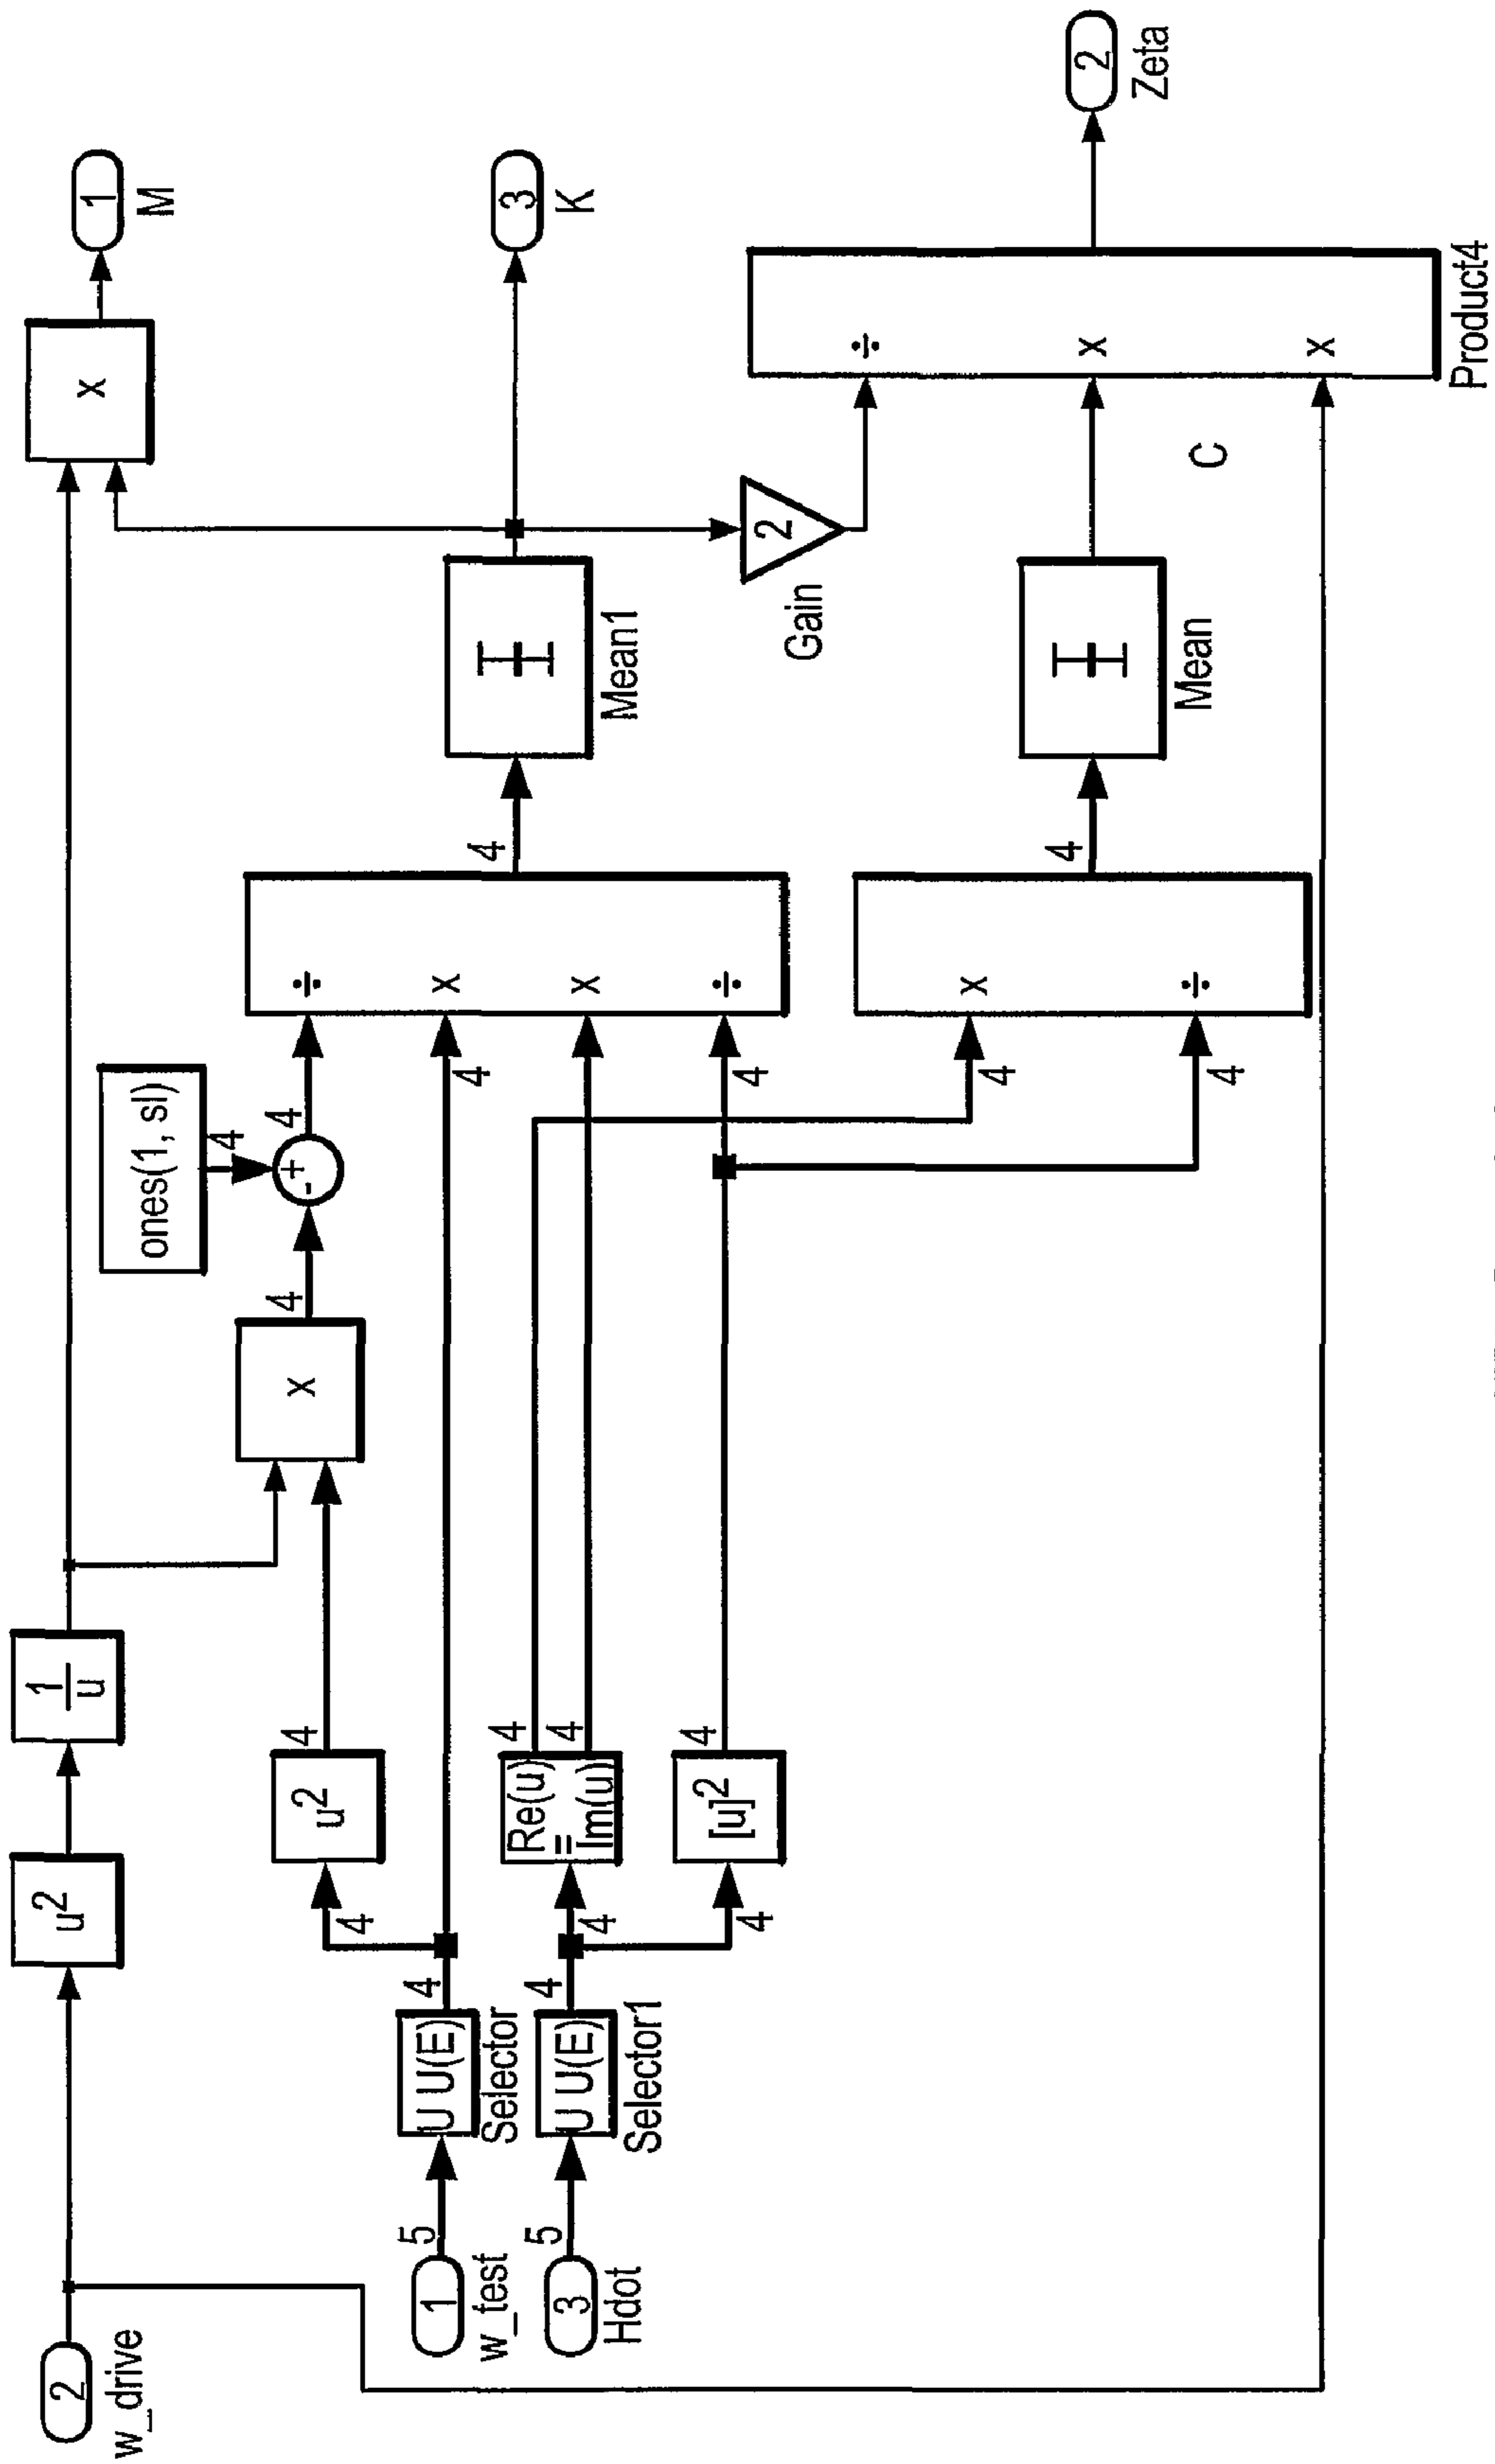 2
w_drive
u2
1
u
x
1
M
1
w_test
5
U U(E)
Selector
4
4
u2
4
x
4
ones(1, sl)
4
- +
4
÷
x
x
÷
4
4
4
Mean1
3
K
2
Gain
3
Hdot
5
U U(E)
Selector1
4
4
Re(u)
=
Im(u)
4
4
4
[u]2
4
x
÷
4
4
4
Mean
C
÷
x
x
Product4
2
Zeta